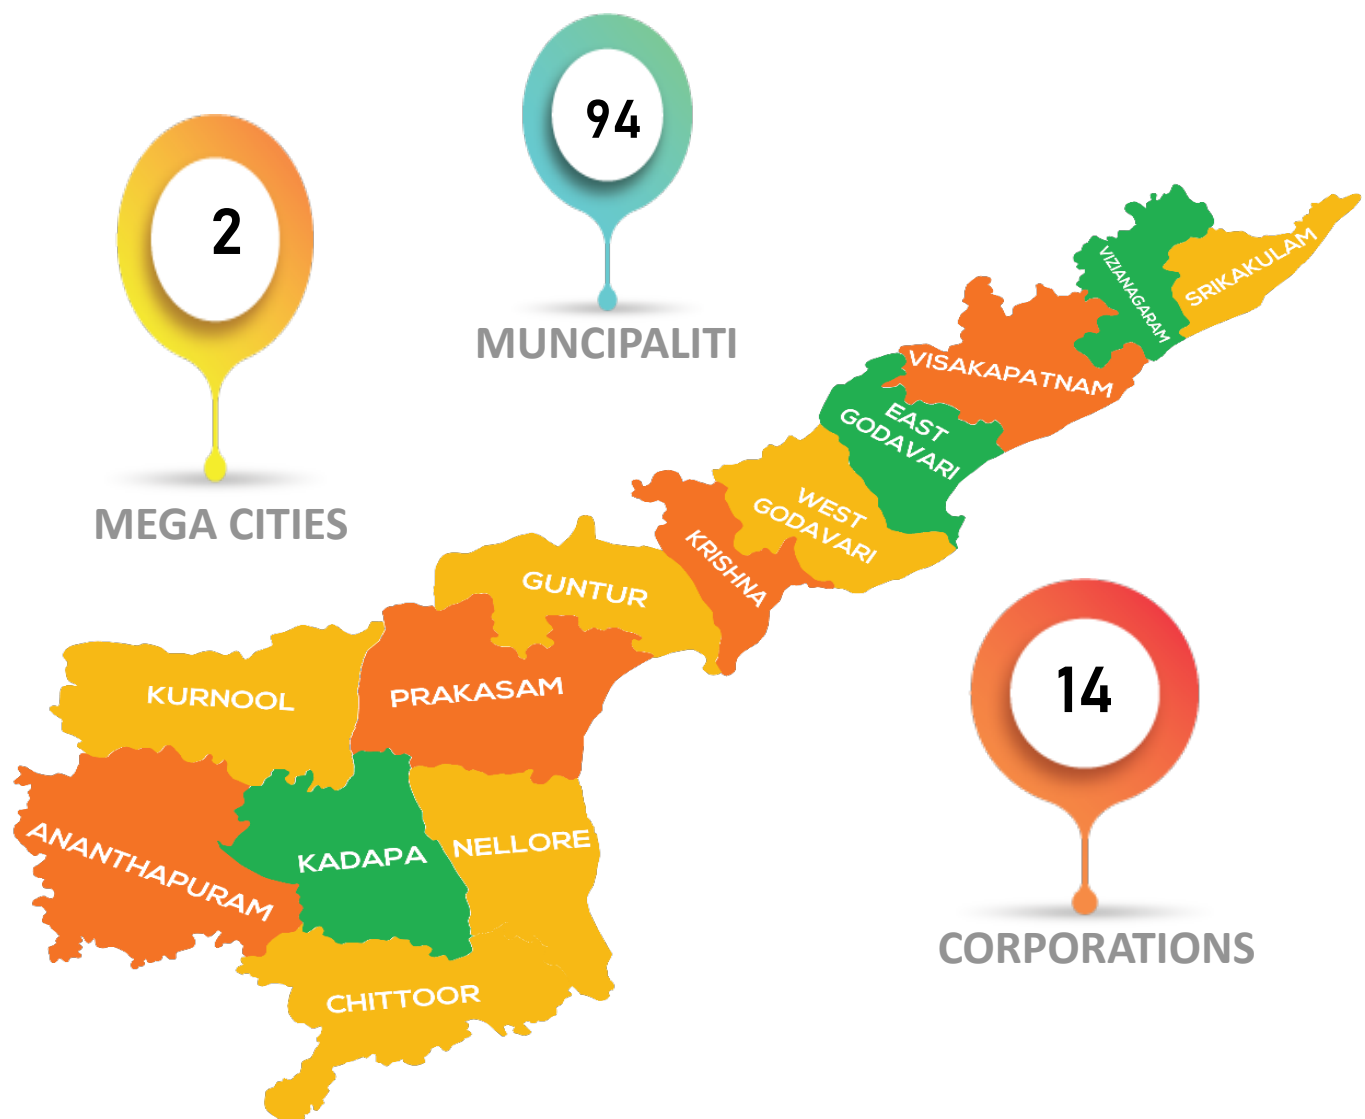 94
MUNCIPALITI
2
MEGA CITIES
VIZIANAGARAM
SRIKAKULAM
VISAKAPATNAM
EAST
GODAVARI
WEST
GODAVARI
KRISHNA
GUNTUR
PRAKASAM
KURNOOL
14
CORPORATIONS
ANANTHAPURAM
KADAPA
NELLORE
CHITTOOR